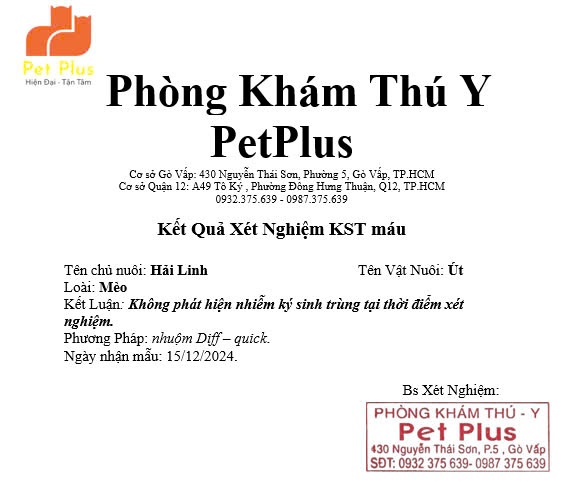 Pet Plus
Hiện Đại - Tận Tâm
Phòng Khám Thú Y
PetPlus
Cơ sở Gò Vấp: 430 Nguyễn Thái Sơn, Phường 5, Gò Vấp, TP.HCM
Cơ sở Quận 12: A49 Tô Ký , Phường Đông Hưng Thuận, Q12, TP.HCM
0932.375.639 - 0987.375.639
Kết Quả Xét Nghiệm KST máu
Tên chủ nuôi: Hải Linh Tên Vật Nuôi: Út
Loài: Mèo
Kết Luận: Không phát hiện nhiễm ký sinh trùng tại thời điểm xét
nghiệm.
Phương Pháp: nhuộm Diff – quick.
Ngày nhận mẫu: 15/12/2024.
Bs Xét Nghiệm:
PHÒNG KHÁM THÚ - Y
Pet Plus
430 Nguyễn Thái Sơn, P.5 , Gò Vấp
SĐT: 0932 375 639- 0987 375 639